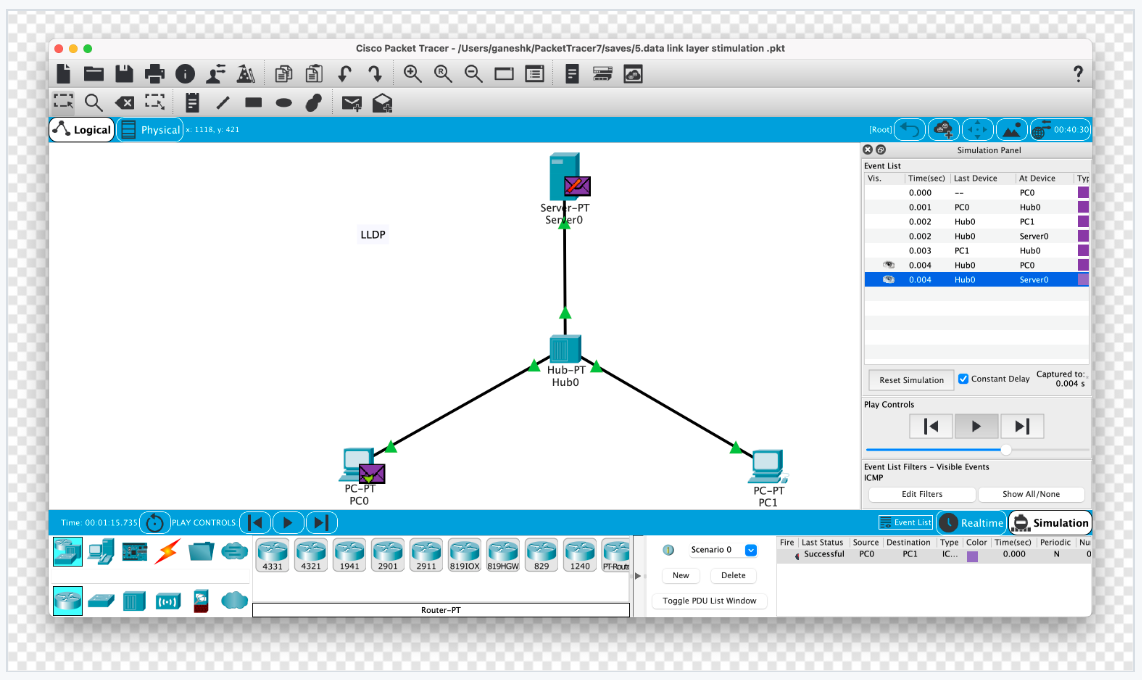 Cisco Packet Tracer - /Users/ganeshk/PacketTracer7/saves/5.data link layer stimulation .pkt
?
Logical
Physical
x: 1118, y: 421
[Root]
00:40:30
Simulation Panel
Event List
Vis. Time(sec) Last Device At Device Typ
0.000 -- PC0
0.001 PC0 Hub0
0.002 Hub0 PC1
0.002 Hub0 Server0
0.003 PC1 Hub0
0.004 Hub0 PC0
0.004 Hub0 Server0
Reset Simulation
Constant Delay
Captured to:
0.004 s
Play Controls
Event List Filters - Visible Events
ICMP
Edit Filters
Show All/None
Server-PT
Server0
LLDP
Hub-PT
Hub0
PC-PT
PC0
PC-PT
PC1
Time: 00:01:15.735
PLAY CONTROLS:
Event List
Realtime
Simulation
4331 4321 1941 2901 2911 819IOX 819HGW 829 1240 PT-Route
Router-PT
Scenario 0
New
Delete
Toggle PDU List Window
Fire Last Status Source Destination Type Color Time(sec) Periodic Nu
Successful PC0 PC1 IC... 0.000 N 0